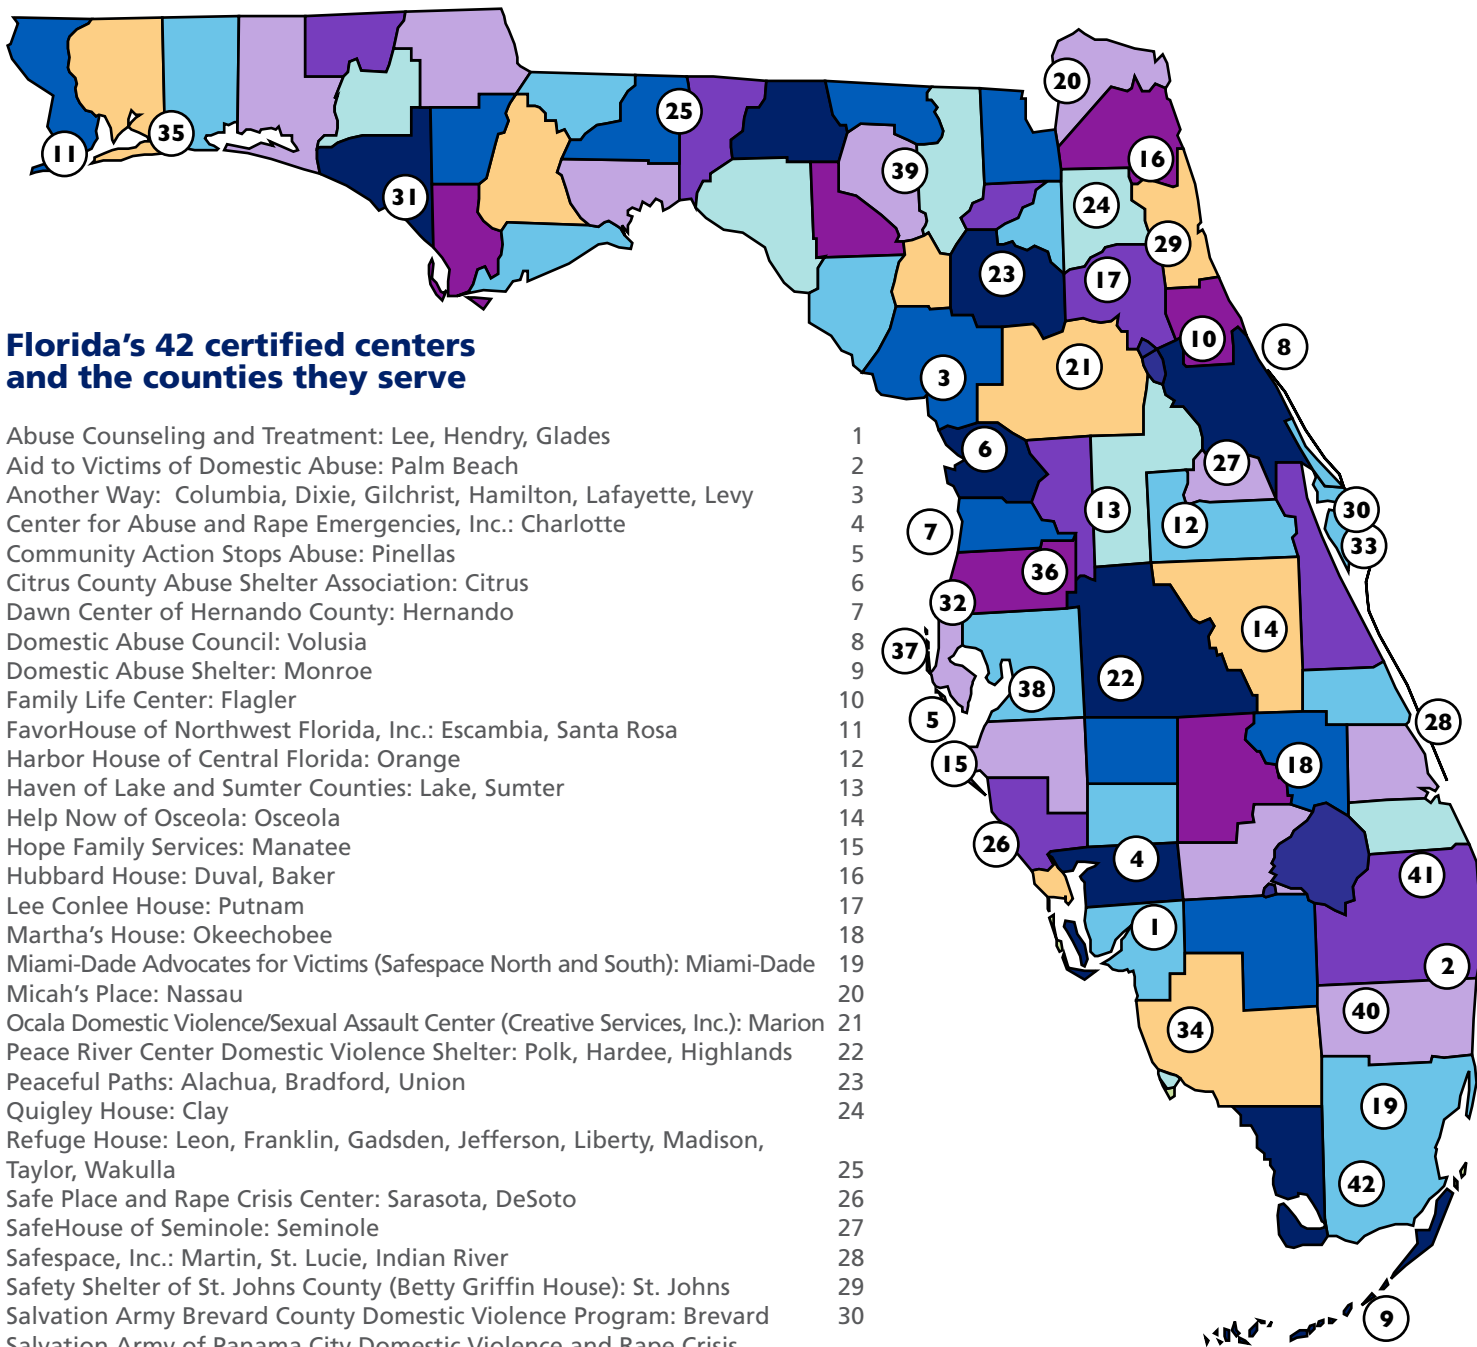 20
25
35
11
16
39
31
24
29
23
17
10
8
21
3
6
27
30
13
12
7
33
36
32
14
37
38
22
5
28
15
18
26
4
41
1
2
40
34
19
42
9
Florida's 42 certified centers
and the counties they serve
Abuse Counseling and Treatment: Lee, Hendry, Glades 1
Aid to Victims of Domestic Abuse: Palm Beach 2
Another Way: Columbia, Dixie, Gilchrist, Hamilton, Lafayette, Levy 3
Center for Abuse and Rape Emergencies, Inc.: Charlotte 4
Community Action Stops Abuse: Pinellas 5
Citrus County Abuse Shelter Association: Citrus 6
Dawn Center of Hernando County: Hernando 7
Domestic Abuse Council: Volusia 8
Domestic Abuse Shelter: Monroe 9
Family Life Center: Flagler 10
FavorHouse of Northwest Florida, Inc.: Escambia, Santa Rosa 11
Harbor House of Central Florida: Orange 12
Haven of Lake and Sumter Counties: Lake, Sumter 13
Help Now of Osceola: Osceola 14
Hope Family Services: Manatee 15
Hubbard House: Duval, Baker 16
Lee Conlee House: Putnam 17
Martha's House: Okeechobee 18
Miami-Dade Advocates for Victims (Safespace North and South): Miami-Dade 19
Micah's Place: Nassau 20
Ocala Domestic Violence/Sexual Assault Center (Creative Services, Inc.): Marion 21
Peace River Center Domestic Violence Shelter: Polk, Hardee, Highlands 22
Peaceful Paths: Alachua, Bradford, Union 23
Quigley House: Clay 24
Refuge House: Leon, Franklin, Gadsden, Jefferson, Liberty, Madison,
Taylor, Wakulla 25
Safe Place and Rape Crisis Center: Sarasota, DeSoto 26
SafeHouse of Seminole: Seminole 27
Safespace, Inc.: Martin, St. Lucie, Indian River 28
Safety Shelter of St. Johns County (Betty Griffin House): St. Johns 29
Salvation Army Brevard County Domestic Violence Program: Brevard 30
Salvation Army of Panama City Domestic Violence and Rape Crisis